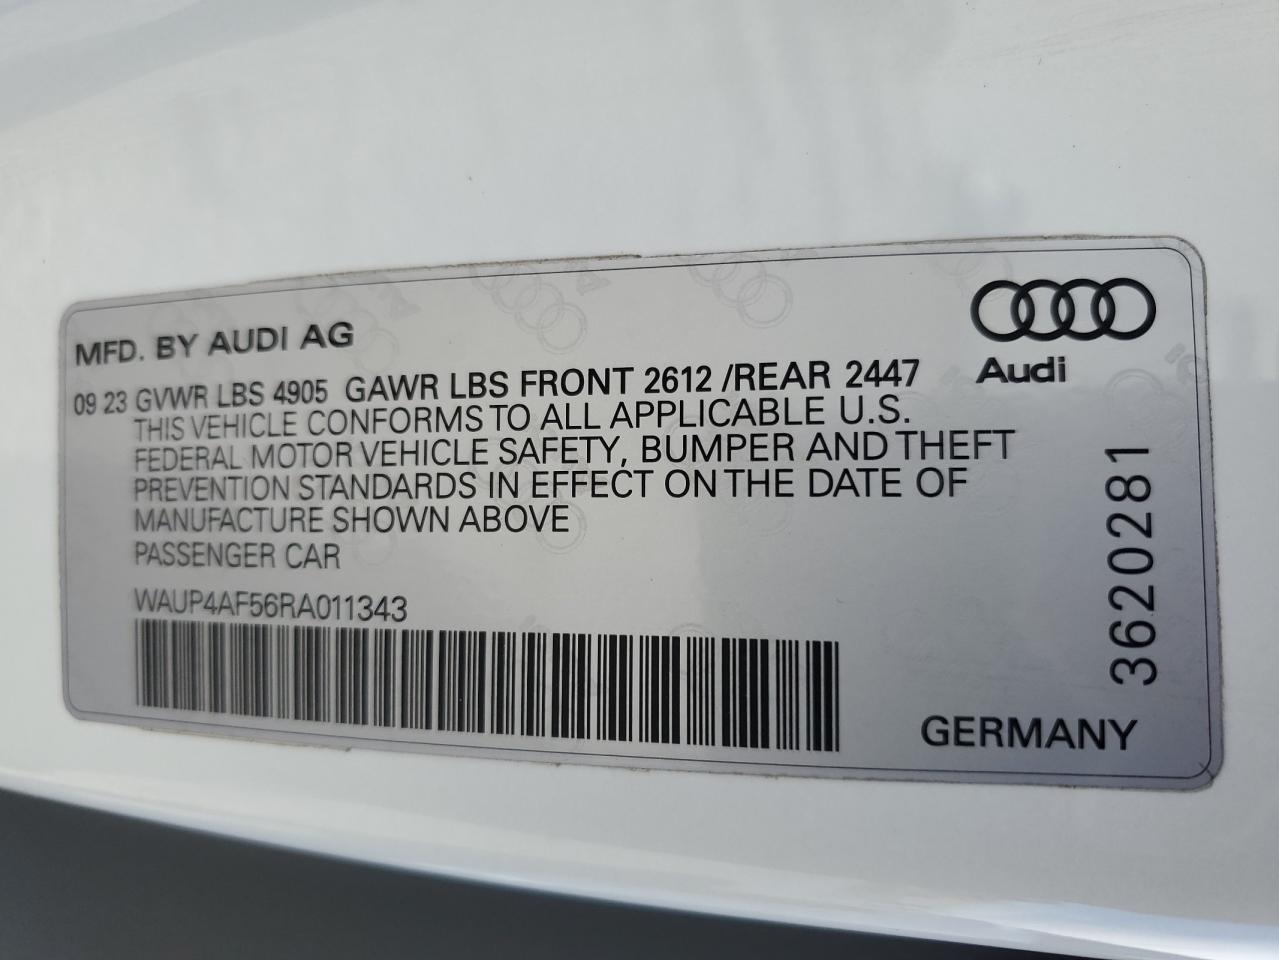 MFD. BY AUDI AG
Audi
09 23 GVWR LBS 4905 GAWR LBS FRONT 2612 /REAR 2447
THIS VEHICLE CONFORMS TO ALL APPLICABLE U.S.
FEDERAL MOTOR VEHICLE SAFETY, BUMPER AND THEFT
PREVENTION STANDARDS IN EFFECT ON THE DATE OF
MANUFACTURE SHOWN ABOVE
PASSENGER CAR
WAUP4AF56RA011343
3620281
GERMANY